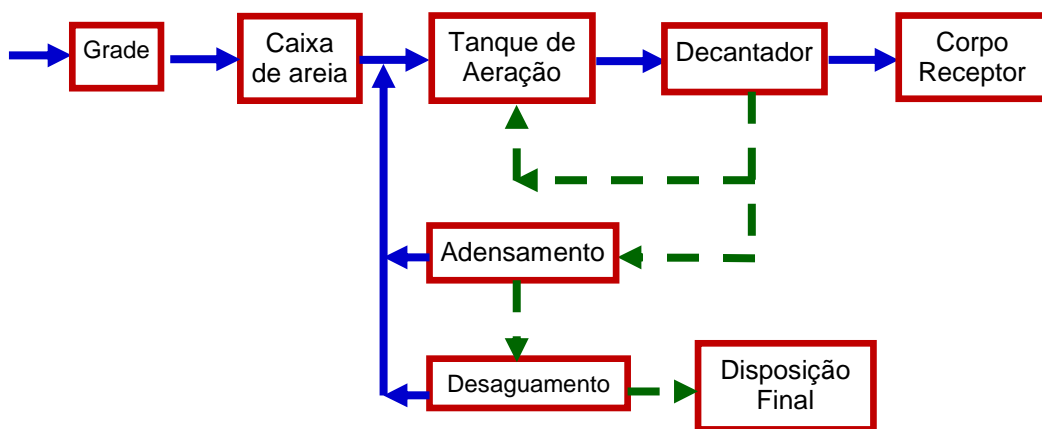 Grade
Caixa
de areia
Tanque de
Aeração
Decantador
Corpo
Receptor
Adensamento
Desaguamento
Disposição
Final